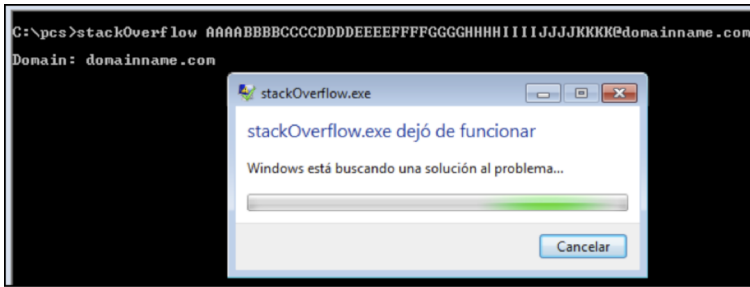 C:\pcs>stackOverflow AAAABBBBCCCCDDDDEEEEFFFFGGGGHHHHIIIIJJJJKKKK@domainname.com
Domain: domainname.com
stackOverflow.exe
stackOverflow.exe dejó de funcionar
Windows está buscando una solución al problema...
Cancelar